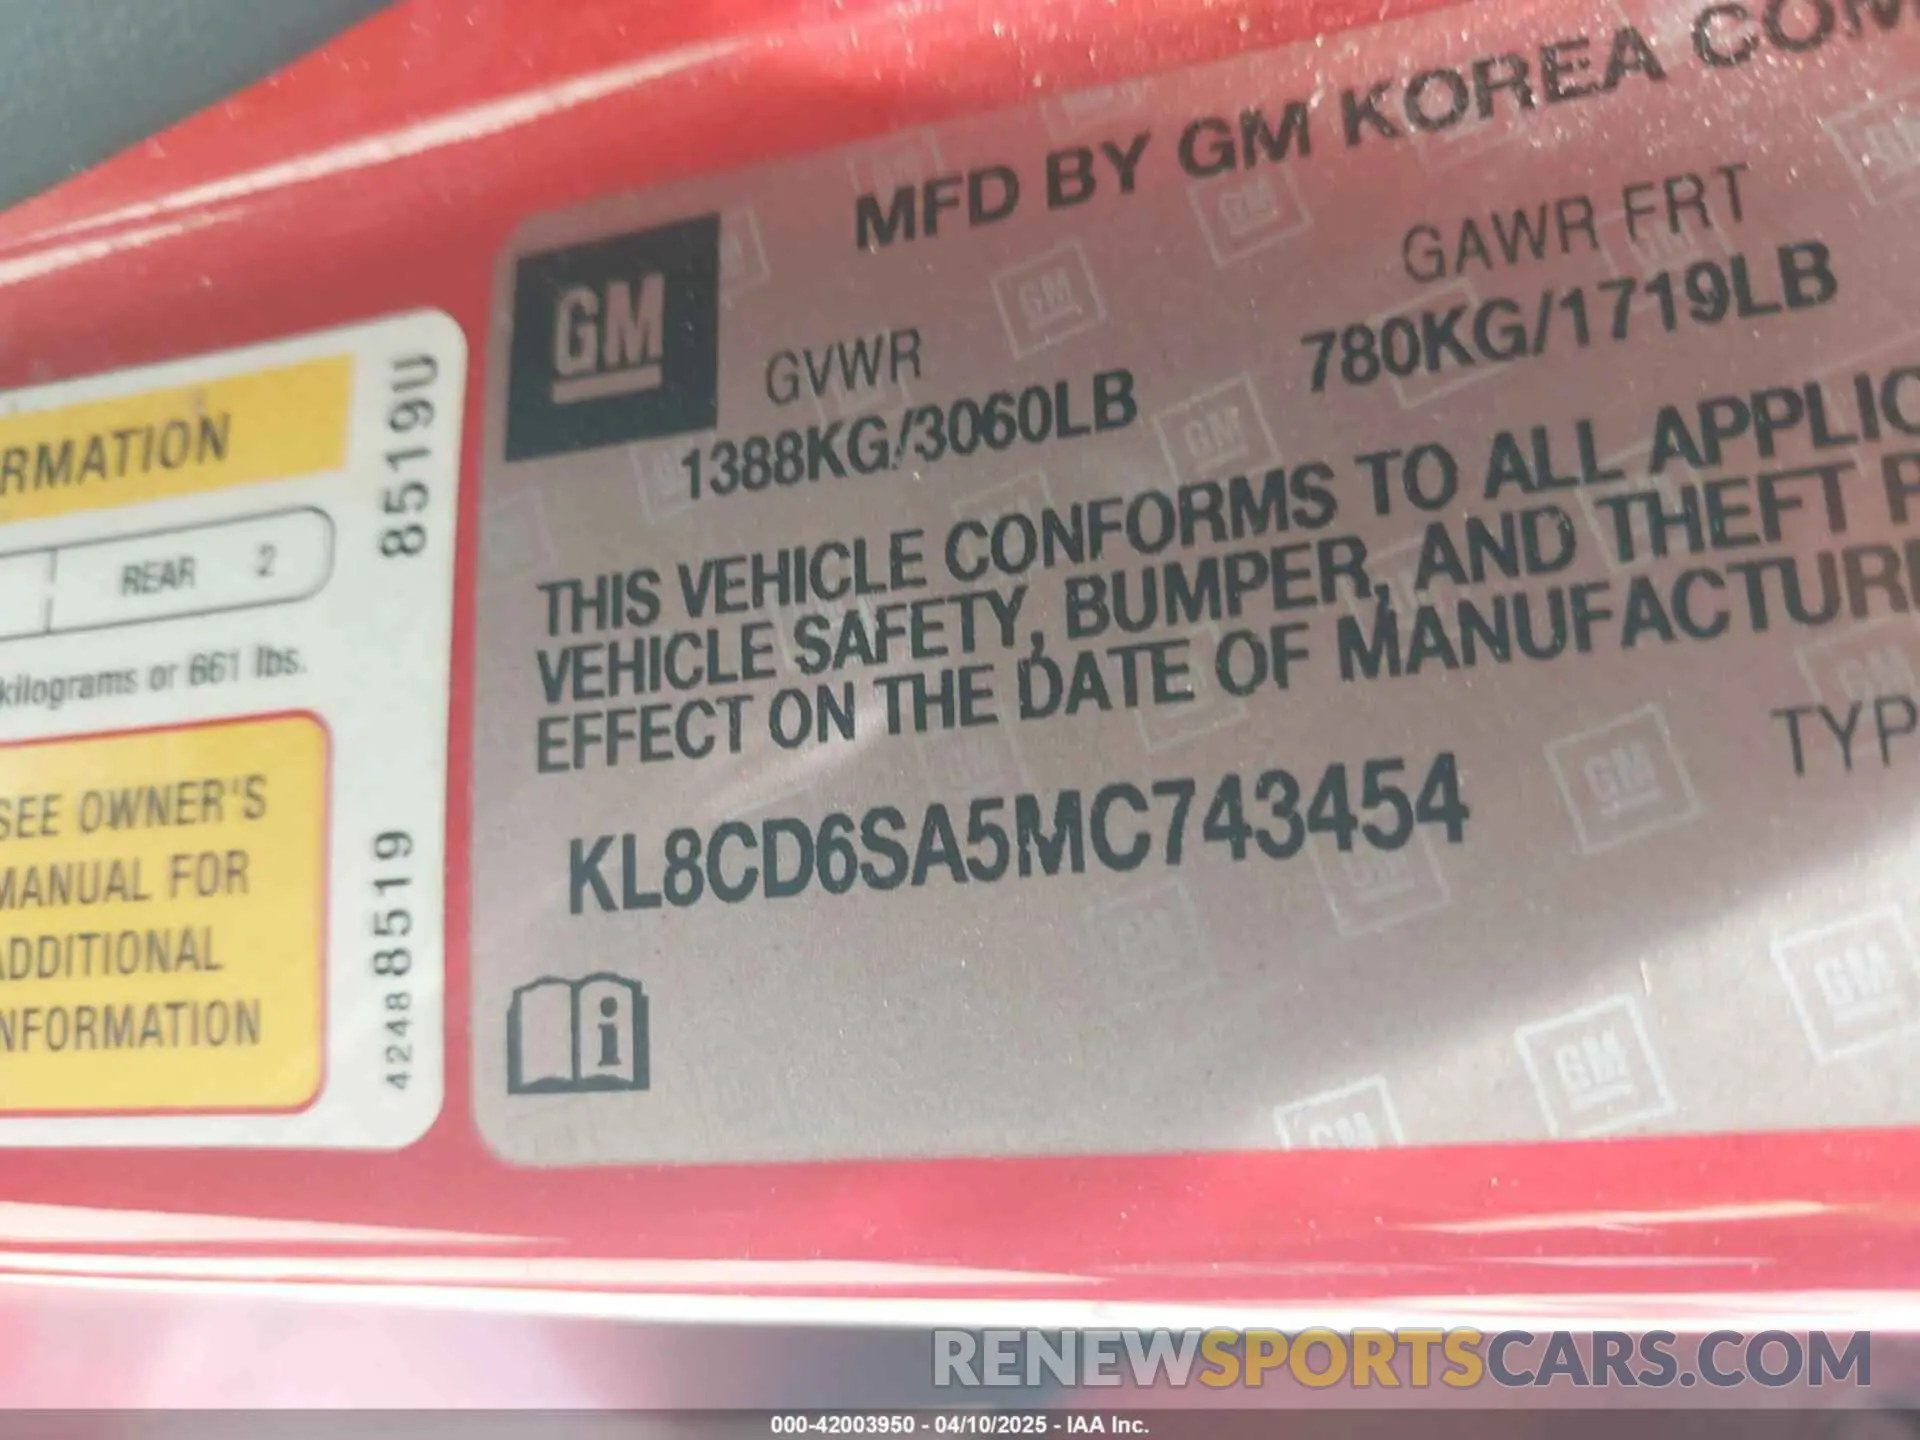 MFD BY GM KOREA COM
GM
GVWR
GAWR FRT
1388KG/3060LB
780KG/1719LB
THIS VEHICLE CONFORMS TO ALL APPLIC
VEHICLE SAFETY, BUMPER, AND THEFT P
EFFECT ON THE DATE OF MANUFACTURE
KL8CD6SA5MC743454
TYP
i
RMATION
REAR 2
kilograms or 661 lbs.
SEE OWNER'S
MANUAL FOR
ADDITIONAL
INFORMATION
8519U
42488519
RENEWSPORTSCARS.COM
000-42003950 - 04/10/2025 - IAA Inc.